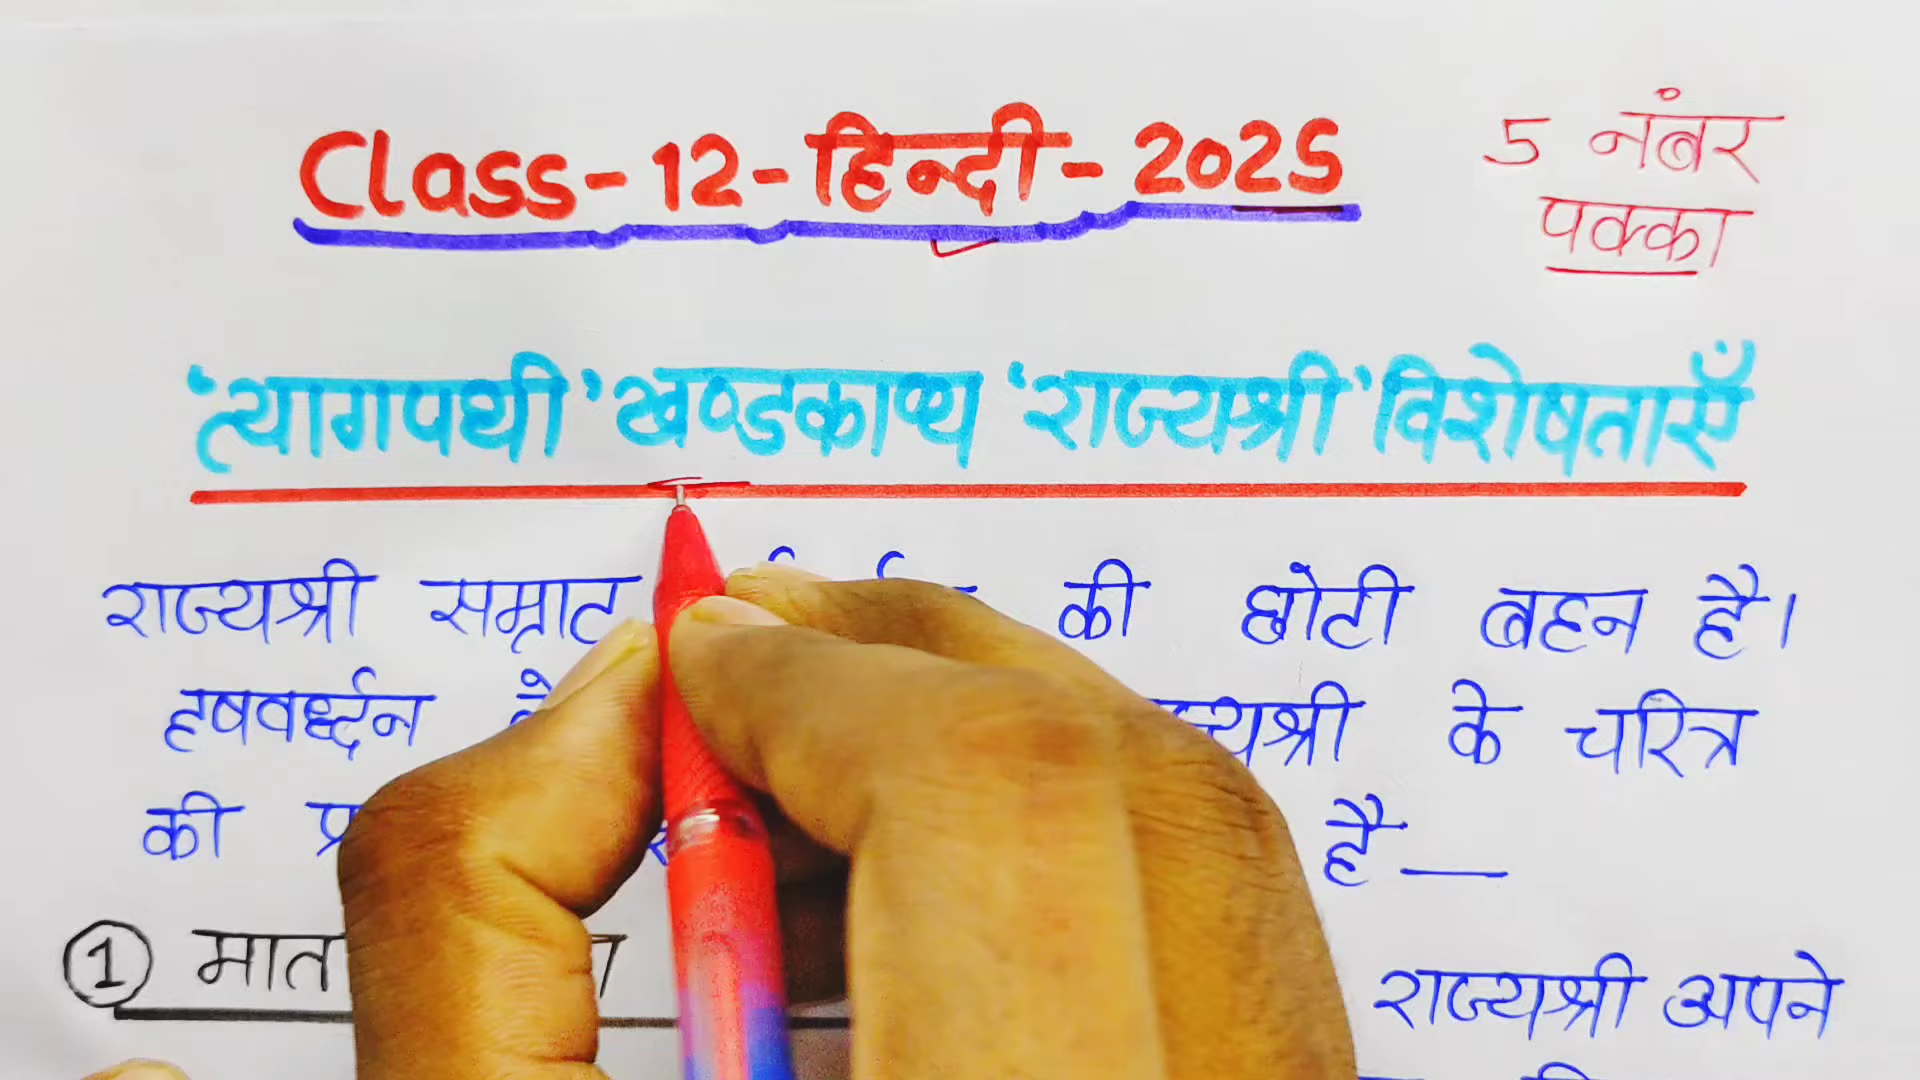 Class-12-हिन्दी-2025
5 नंबर
पक्का
'त्यागपथी' खण्डकाव्य 'राज्यश्री' विशेषताएँ
राज्यश्री सम्राट की छोटी बहन है।
हषवर्द्धन के चरित्र
की है —
① राज्यश्री अपने